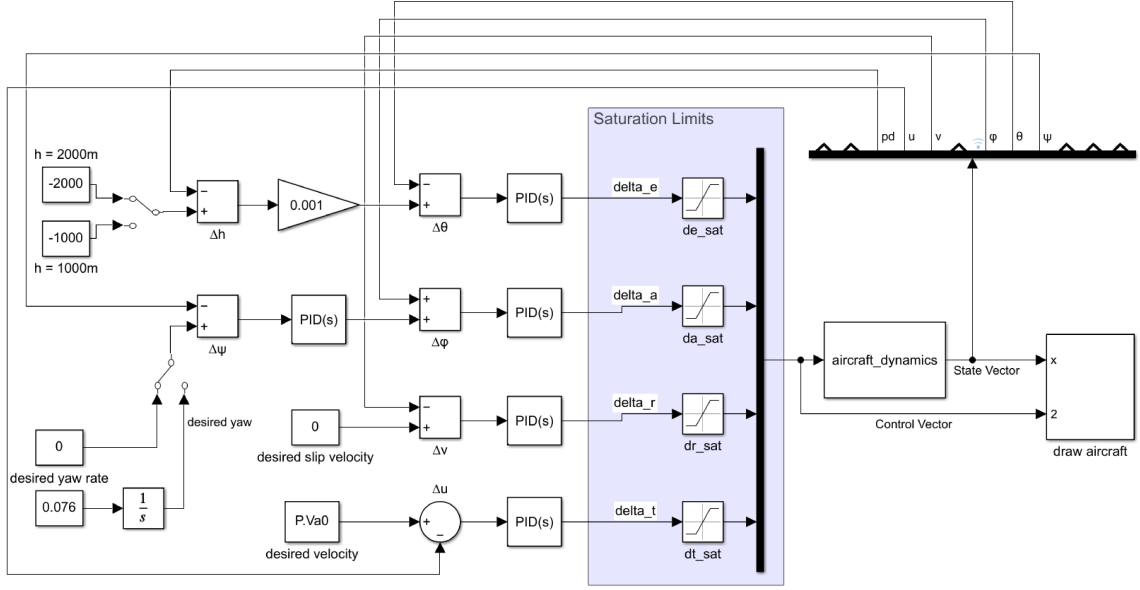 pd u v φ θ ψ
Saturation Limits
h = 2000m
-2000
-1000
h = 1000m
−
+
Δh
0.001
−
+
Δθ
PID(s)
delta_e
de_sat
−
+
Δψ
PID(s)
+
+
Δφ
PID(s)
delta_a
da_sat
aircraft_dynamics
State Vector
Control Vector
x
2
draw aircraft
desired yaw
0
desired yaw rate
0.076
1
s
0
desired slip velocity
−
+
Δv
PID(s)
delta_r
dr_sat
P.Va0
desired velocity
Δu
+
−
PID(s)
delta_t
dt_sat